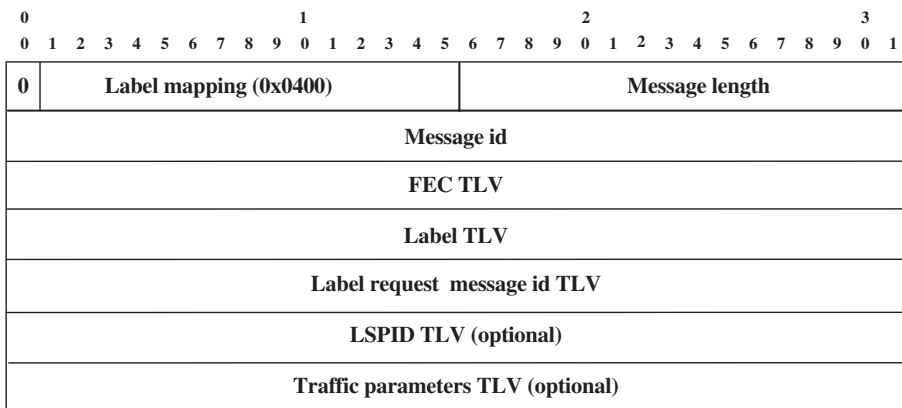 0 1 2 3
0 1 2 3 4 5 6 7 8 9 0 1 2 3 4 5 6 7 8 9 0 1 2 3 4 5 6 7 8 9 0 1
0 Label mapping (0x0400) Message length
Message id
FEC TLV
Label TLV
Label request message id TLV
LSPID TLV (optional)
Traffic parameters TLV (optional)